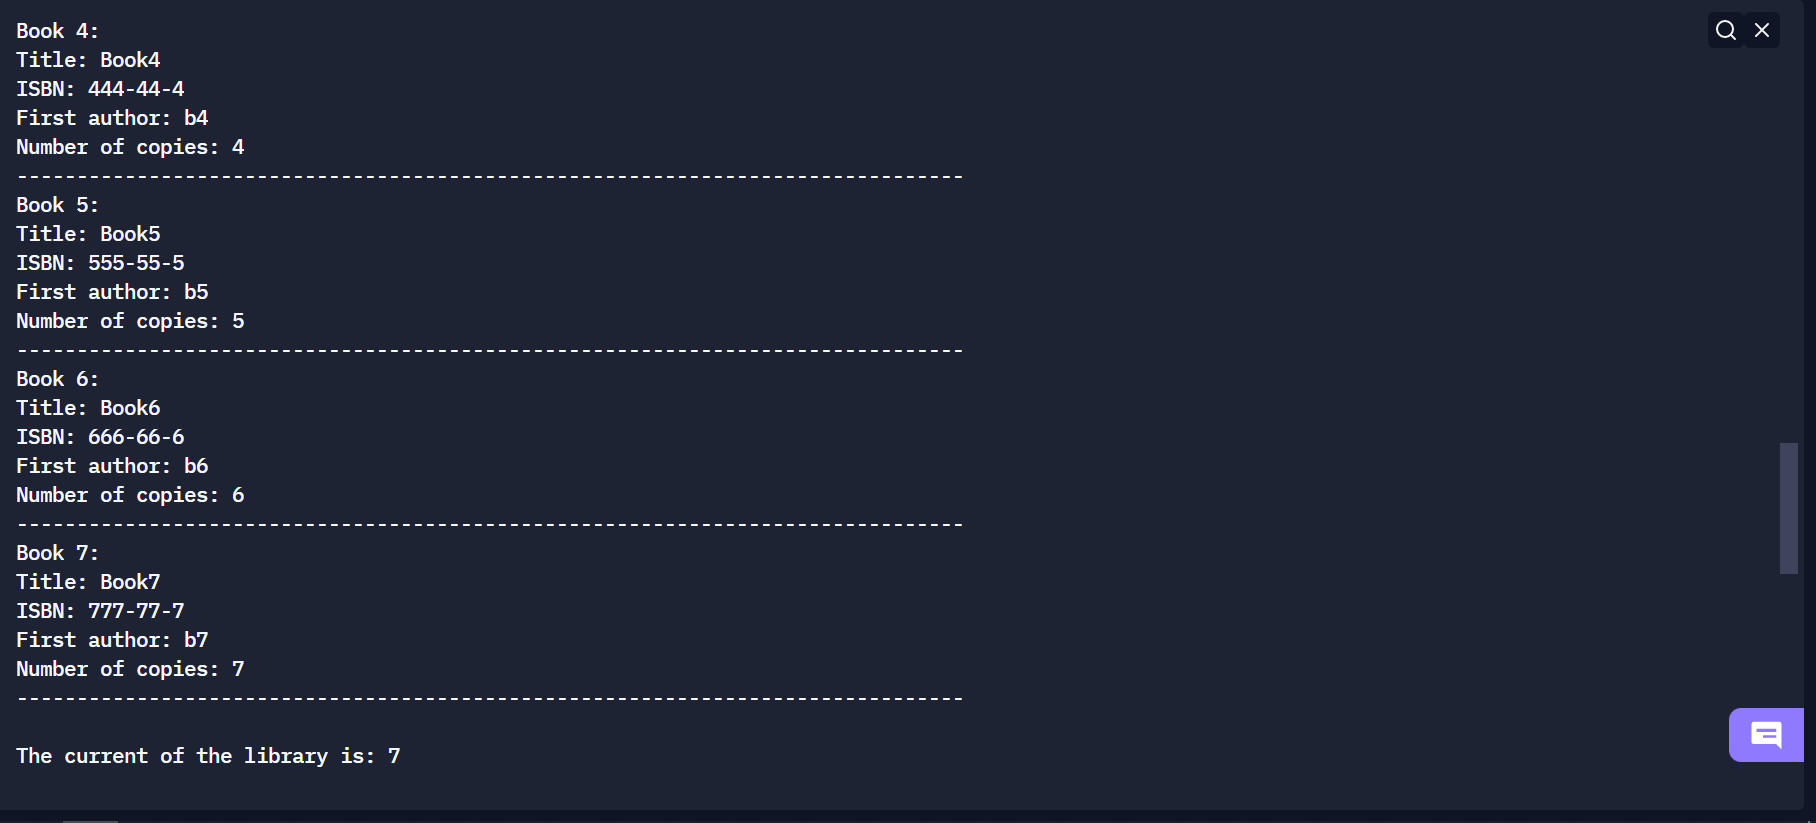 Book 4:
Title: Book4
ISBN: 444-44-4
First author: b4
Number of copies: 4
-------------------------------------------------------------------------------
Book 5:
Title: Book5
ISBN: 555-55-5
First author: b5
Number of copies: 5
-------------------------------------------------------------------------------
Book 6:
Title: Book6
ISBN: 666-66-6
First author: b6
Number of copies: 6
-------------------------------------------------------------------------------
Book 7:
Title: Book7
ISBN: 777-77-7
First author: b7
Number of copies: 7
-------------------------------------------------------------------------------
The current of the library is: 7